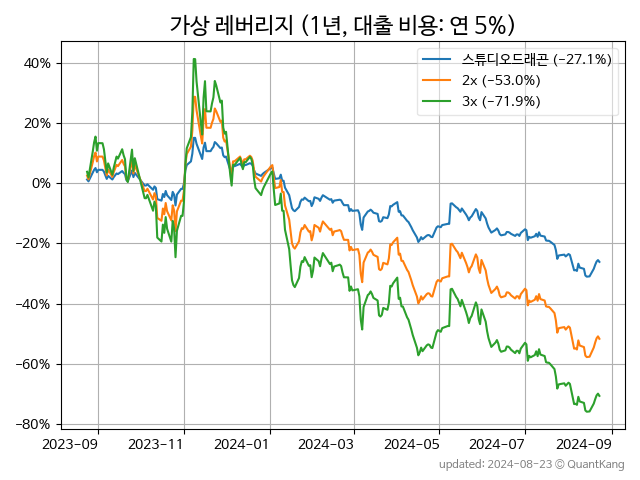 가상 레버리지 (1년, 대출 비용: 연 5%)
스튜디오드래곤 (-27.1%)
2x (-53.0%)
3x (-71.9%)
40%
20%
0%
-20%
-40%
-60%
-80%
2023-09 2023-11 2024-01 2024-03 2024-05 2024-07 2024-09
updated: 2024-08-23 © QuantKang